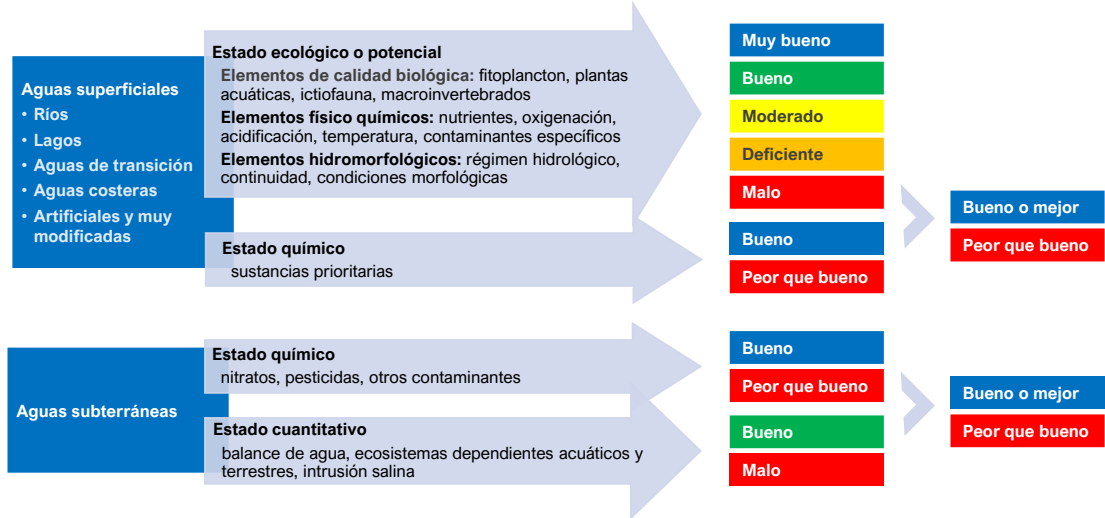 Aguas superficiales
• Ríos
• Lagos
• Aguas de transición
• Aguas costeras
• Artificiales y muy
modificadas
Estado ecológico o potencial
Elementos de calidad biológica: fitoplancton, plantas
acuáticas, ictiofauna, macroinvertebrados
Elementos físico químicos: nutrientes, oxigenación,
acidificación, temperatura, contaminantes específicos
Elementos hidromorfológicos: régimen hidrológico,
continuidad, condiciones morfológicas
Muy bueno
Bueno
Moderado
Deficiente
Malo
Estado químico
sustancias prioritarias
Bueno
Peor que bueno
Bueno o mejor
Peor que bueno
Aguas subterráneas
Estado químico
nitratos, pesticidas, otros contaminantes
Bueno
Peor que bueno
Estado cuantitativo
balance de agua, ecosistemas dependientes acuáticos y
terrestres, intrusión salina
Bueno
Malo
Bueno o mejor
Peor que bueno